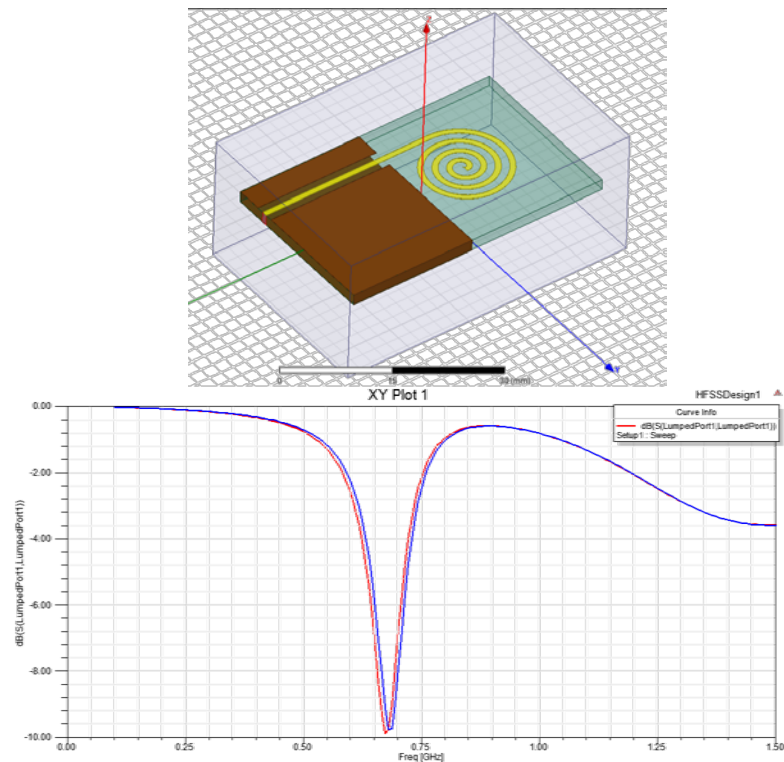 0 15 30 (mm)
XY Plot 1
HFSSDesign1
Curve Info
dB(S(LumpedPort1,LumpedPort1))
Setup1 : Sweep
0.00
-2.00
-4.00
-6.00
-8.00
-10.00
dB(S(LumpedPort1,LumpedPort1))
0.00 0.25 0.50 0.75 1.00 1.25 1.50
Freq [GHz]